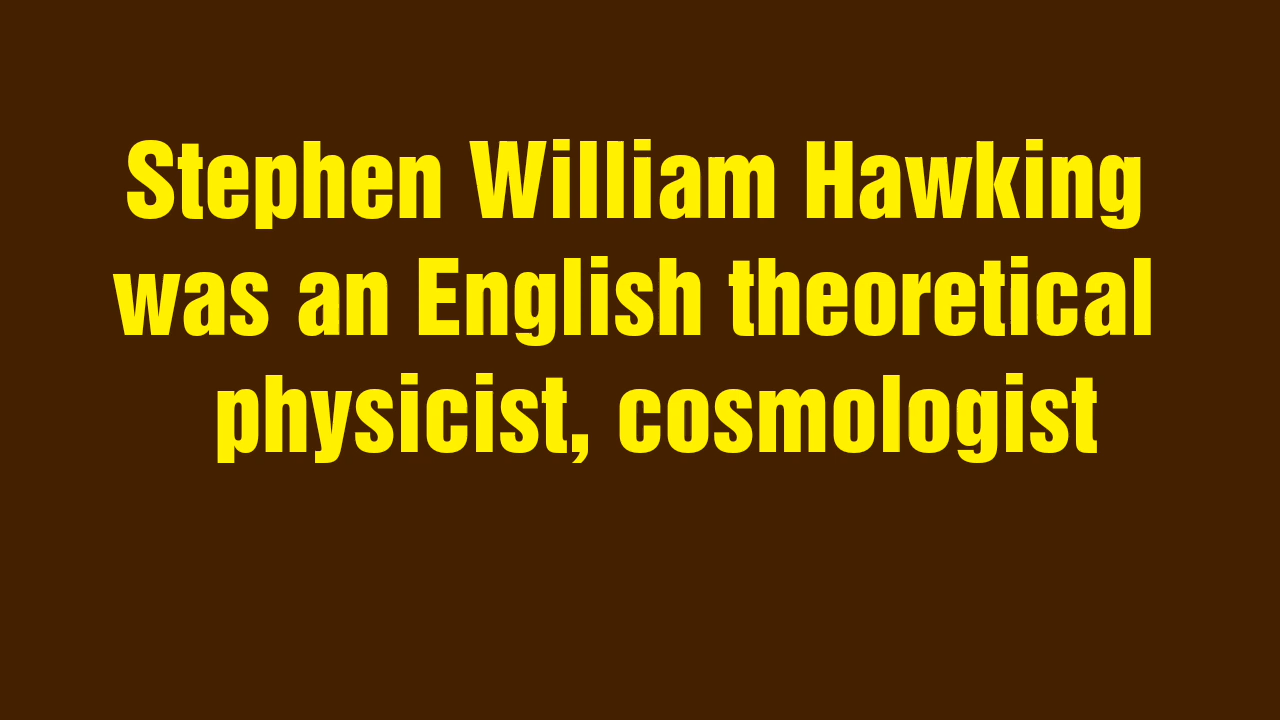 Stephen William Hawking
was an English theoretical
physicist, cosmologist